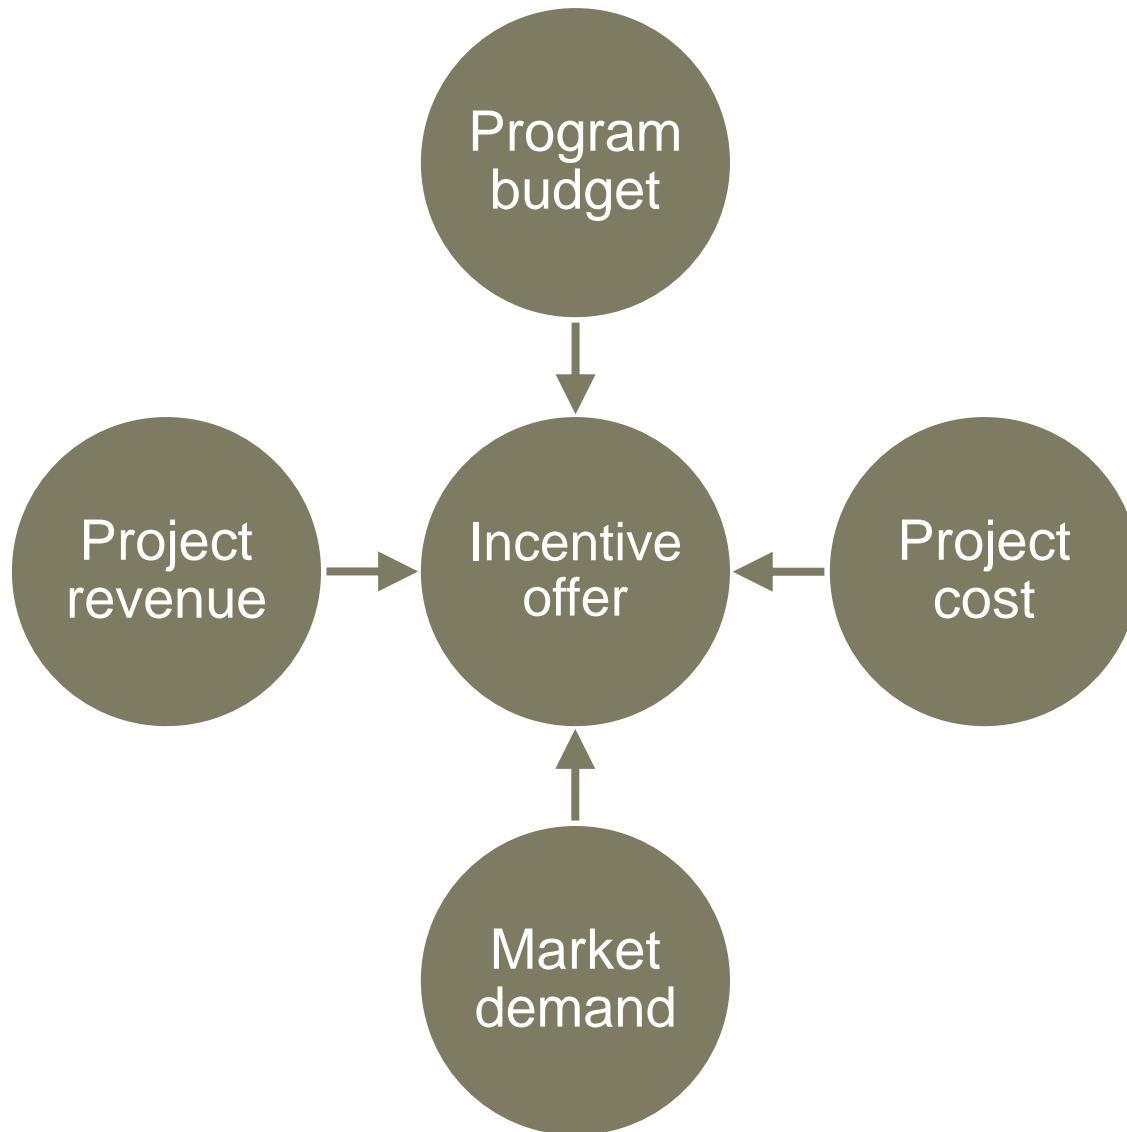 Program
budget
Project
revenue
Incentive
offer
Project
cost
Market
demand